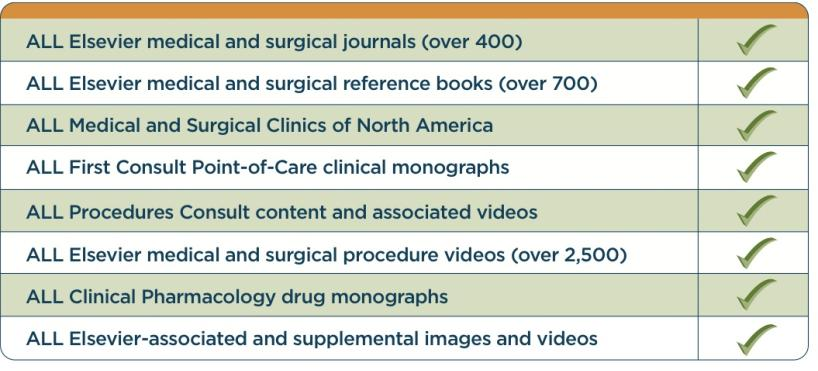 ALL Elsevier medical and surgical journals (over 400)
ALL Elsevier medical and surgical reference books (over 700)
ALL Medical and Surgical Clinics of North America
ALL First Consult Point-of-Care clinical monographs
ALL Procedures Consult content and associated videos
ALL Elsevier medical and surgical procedure videos (over 2,500)
ALL Clinical Pharmacology drug monographs
ALL Elsevier-associated and supplemental images and videos